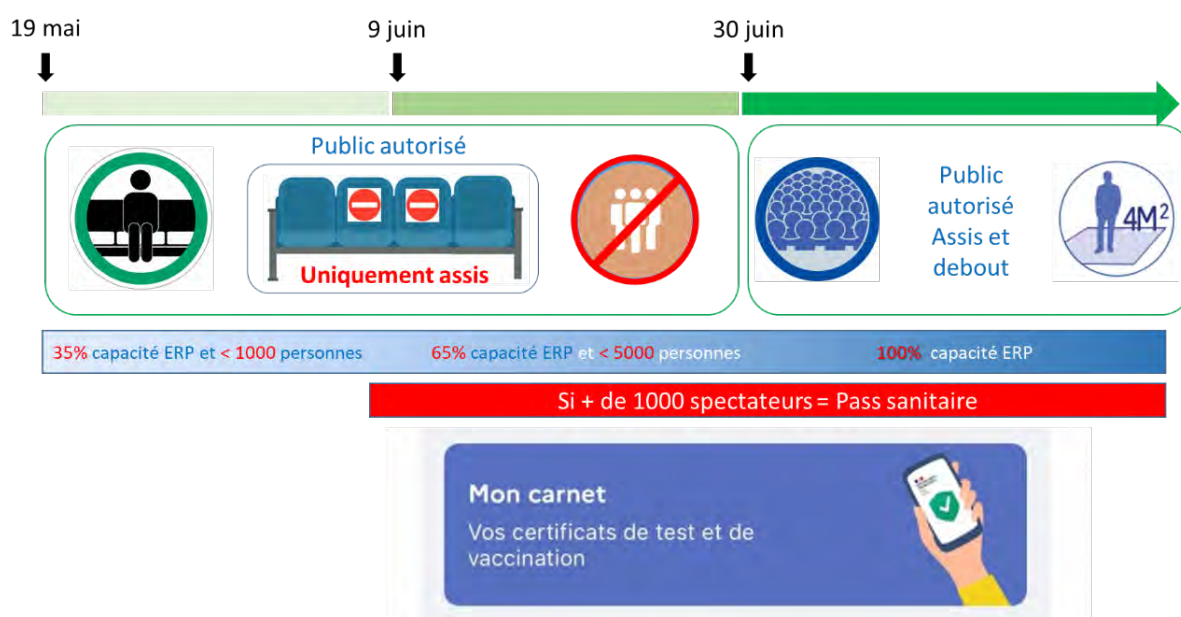 19 mai
9 juin
30 juin
Public autorisé
Uniquement assis
Public
autorisé
Assis et
debout
4M²
35% capacité ERP et < 1000 personnes
65% capacité ERP et < 5000 personnes
100% capacité ERP
Si + de 1000 spectateurs = Pass sanitaire
Mon carnet
Vos certificats de test et de
vaccination